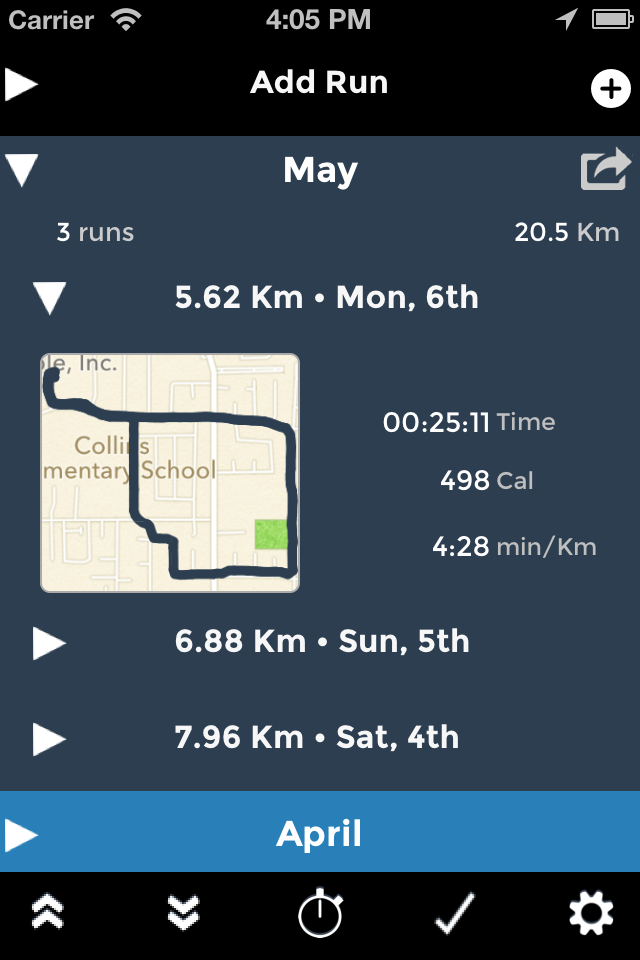 Carrier 4:05 PM
Add Run
May
3 runs 20.5 Km
5.62 Km • Mon, 6th
ple, Inc.
Collins
mentary School
00:25:11 Time
498 Cal
4:28 min/Km
6.88 Km • Sun, 5th
7.96 Km • Sat, 4th
April